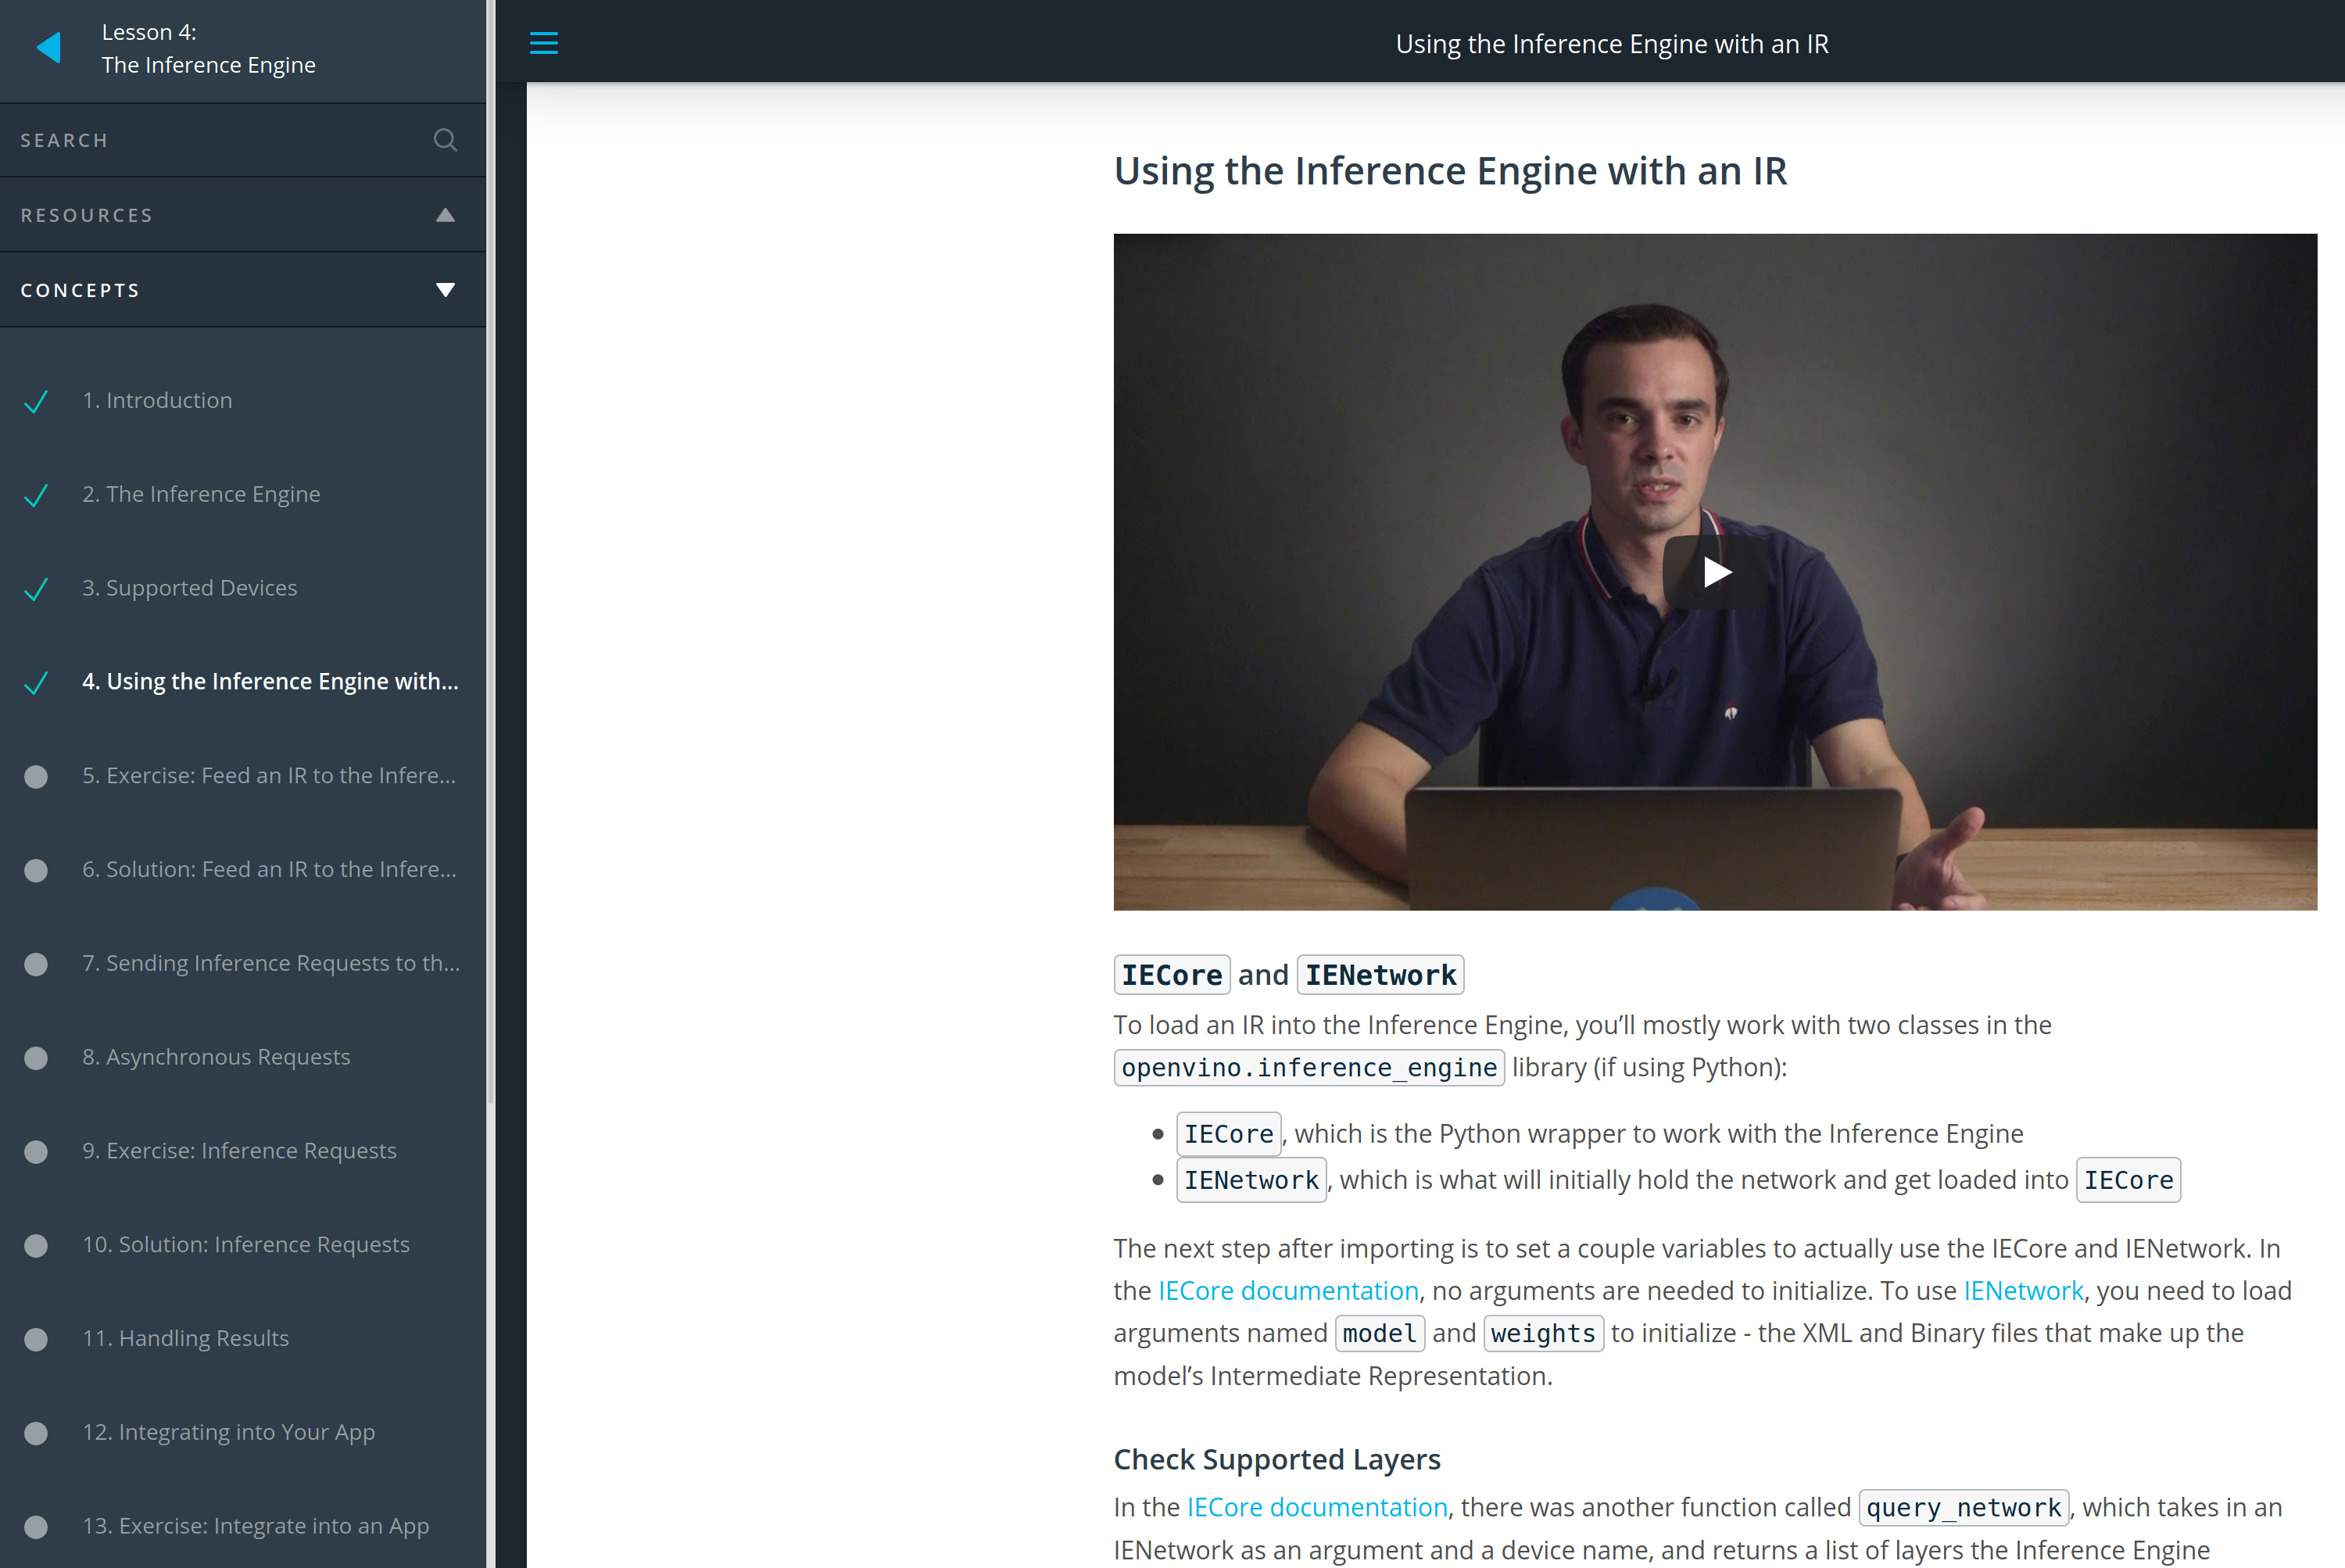 Lesson 4:
The Inference Engine
SEARCH
RESOURCES
CONCEPTS
1. Introduction
2. The Inference Engine
3. Supported Devices
4. Using the Inference Engine with...
5. Exercise: Feed an IR to the Infere...
6. Solution: Feed an IR to the Infere...
7. Sending Inference Requests to th...
8. Asynchronous Requests
9. Exercise: Inference Requests
10. Solution: Inference Requests
11. Handling Results
12. Integrating into Your App
13. Exercise: Integrate into an App
Using the Inference Engine with an IR
Using the Inference Engine with an IR
IECore and IENetwork
To load an IR into the Inference Engine, you’ll mostly work with two classes in the
openvino.inference_engine library (if using Python):
• IECore, which is the Python wrapper to work with the Inference Engine
• IENetwork, which is what will initially hold the network and get loaded into IECore
The next step after importing is to set a couple variables to actually use the IECore and IENetwork. In
the IECore documentation, no arguments are needed to initialize. To use IENetwork, you need to load
arguments named model and weights to initialize - the XML and Binary files that make up the
model’s Intermediate Representation.
Check Supported Layers
In the IECore documentation, there was another function called query_network, which takes in an
IENetwork as an argument and a device name, and returns a list of layers the Inference Engine